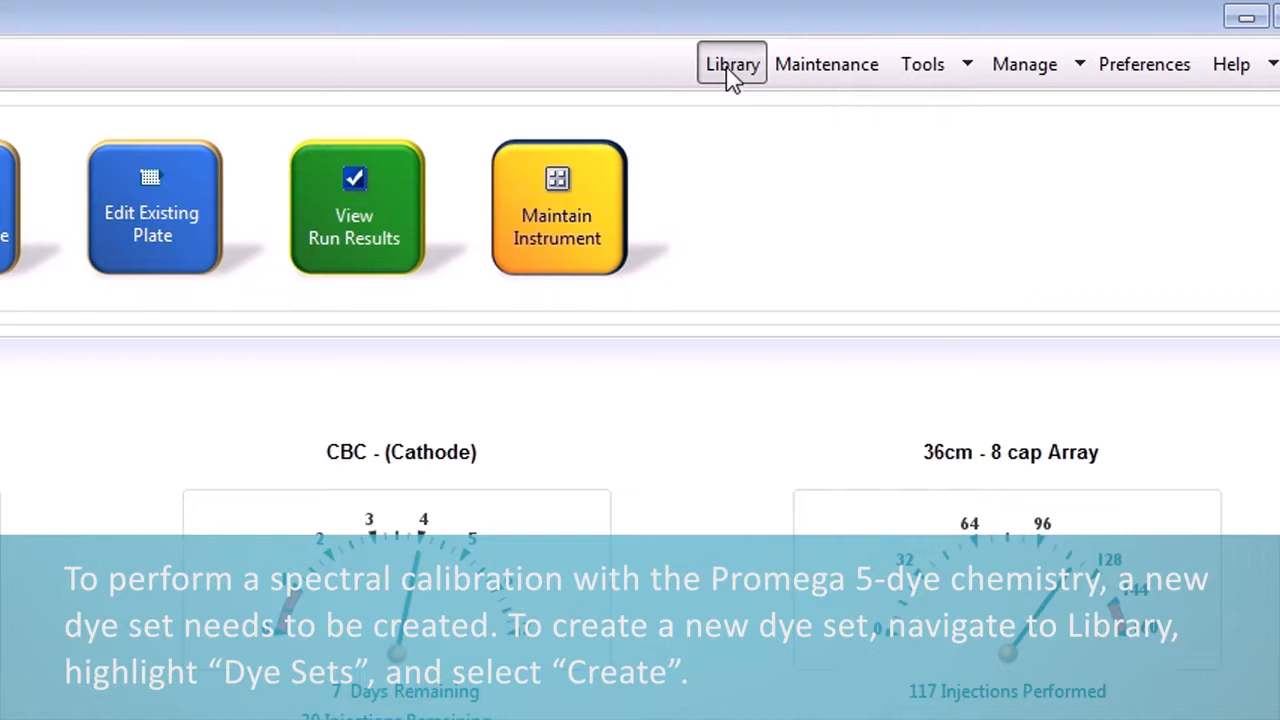 Library Maintenance Tools Manage Preferences Help
e
Edit Existing
Plate
View
Run Results
Maintain
Instrument
CBC - (Cathode)
36cm - 8 cap Array
2 3 4 5
32 64 96 128 144
To perform a spectral calibration with the Promega 5-dye chemistry, a new
dye set needs to be created. To create a new dye set, navigate to Library,
highlight “Dye Sets”, and select “Create”.
7 Days Remaining
117 Injections Performed